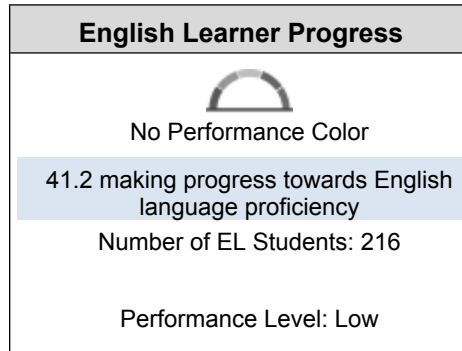 English Learner Progress
No Performance Color
41.2 making progress towards English
language proficiency
Number of EL Students: 216
Performance Level: Low